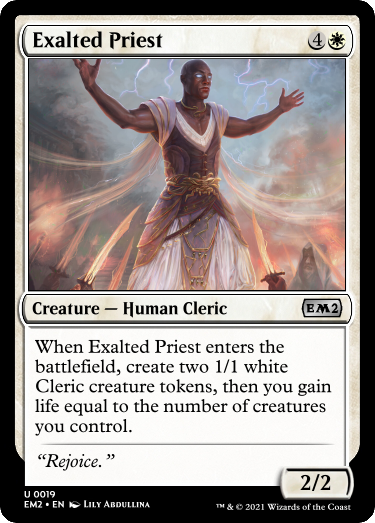 Exalted Priest 4
Creature — Human Cleric EM2
When Exalted Priest enters the
battlefield, create two 1/1 white
Cleric creature tokens, then you gain
life equal to the number of creatures
you control.
“Rejoice.”
2/2
U 0019
EM2 • EN Lily Abdullina
™ & © 2021 Wizards of the Coast